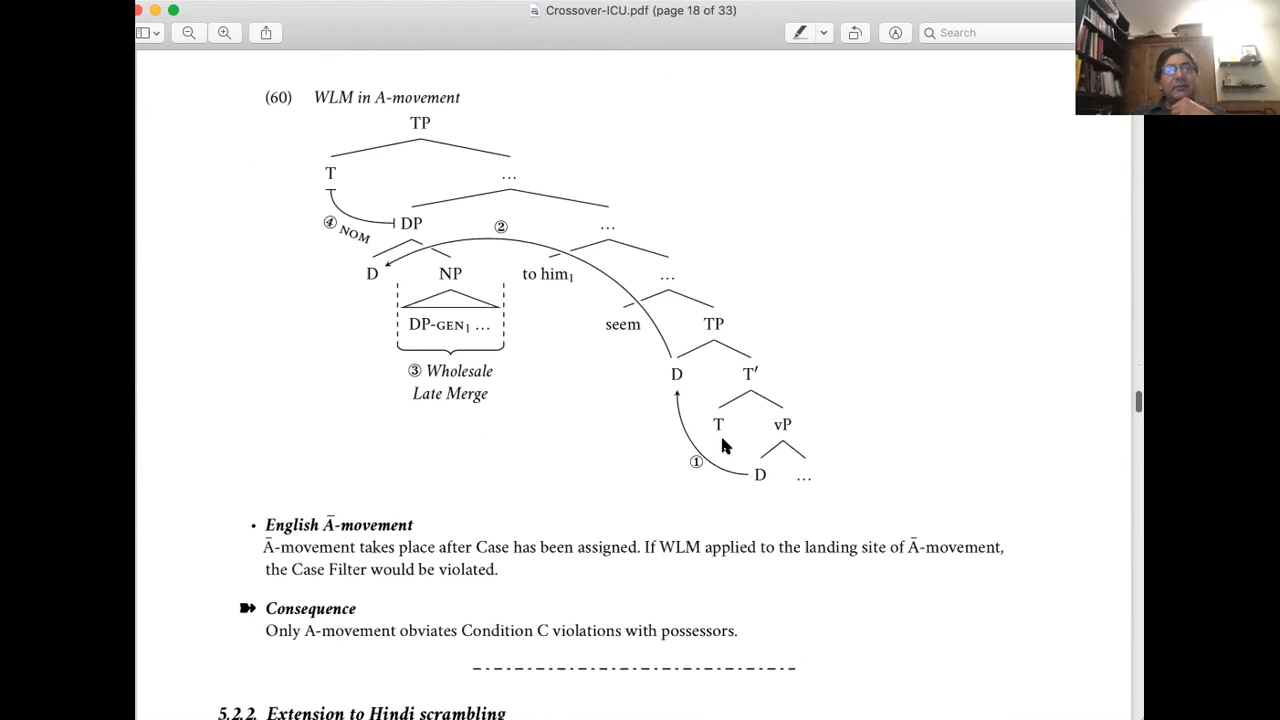 Crossover-ICU.pdf (page 18 of 33)
Search
(60) WLM in A-movement
TP
T …
④ NOM DP ② …
D NP to him₁ …
DP-GEN₁ … seem TP
③ Wholesale
Late Merge
D T′
T vP
① D …
• English Ā-movement
Ā-movement takes place after Case has been assigned. If WLM applied to the landing site of Ā-movement,
the Case Filter would be violated.
Consequence
Only A-movement obviates Condition C violations with possessors.
5.2.2. Extension to Hindi scrambling